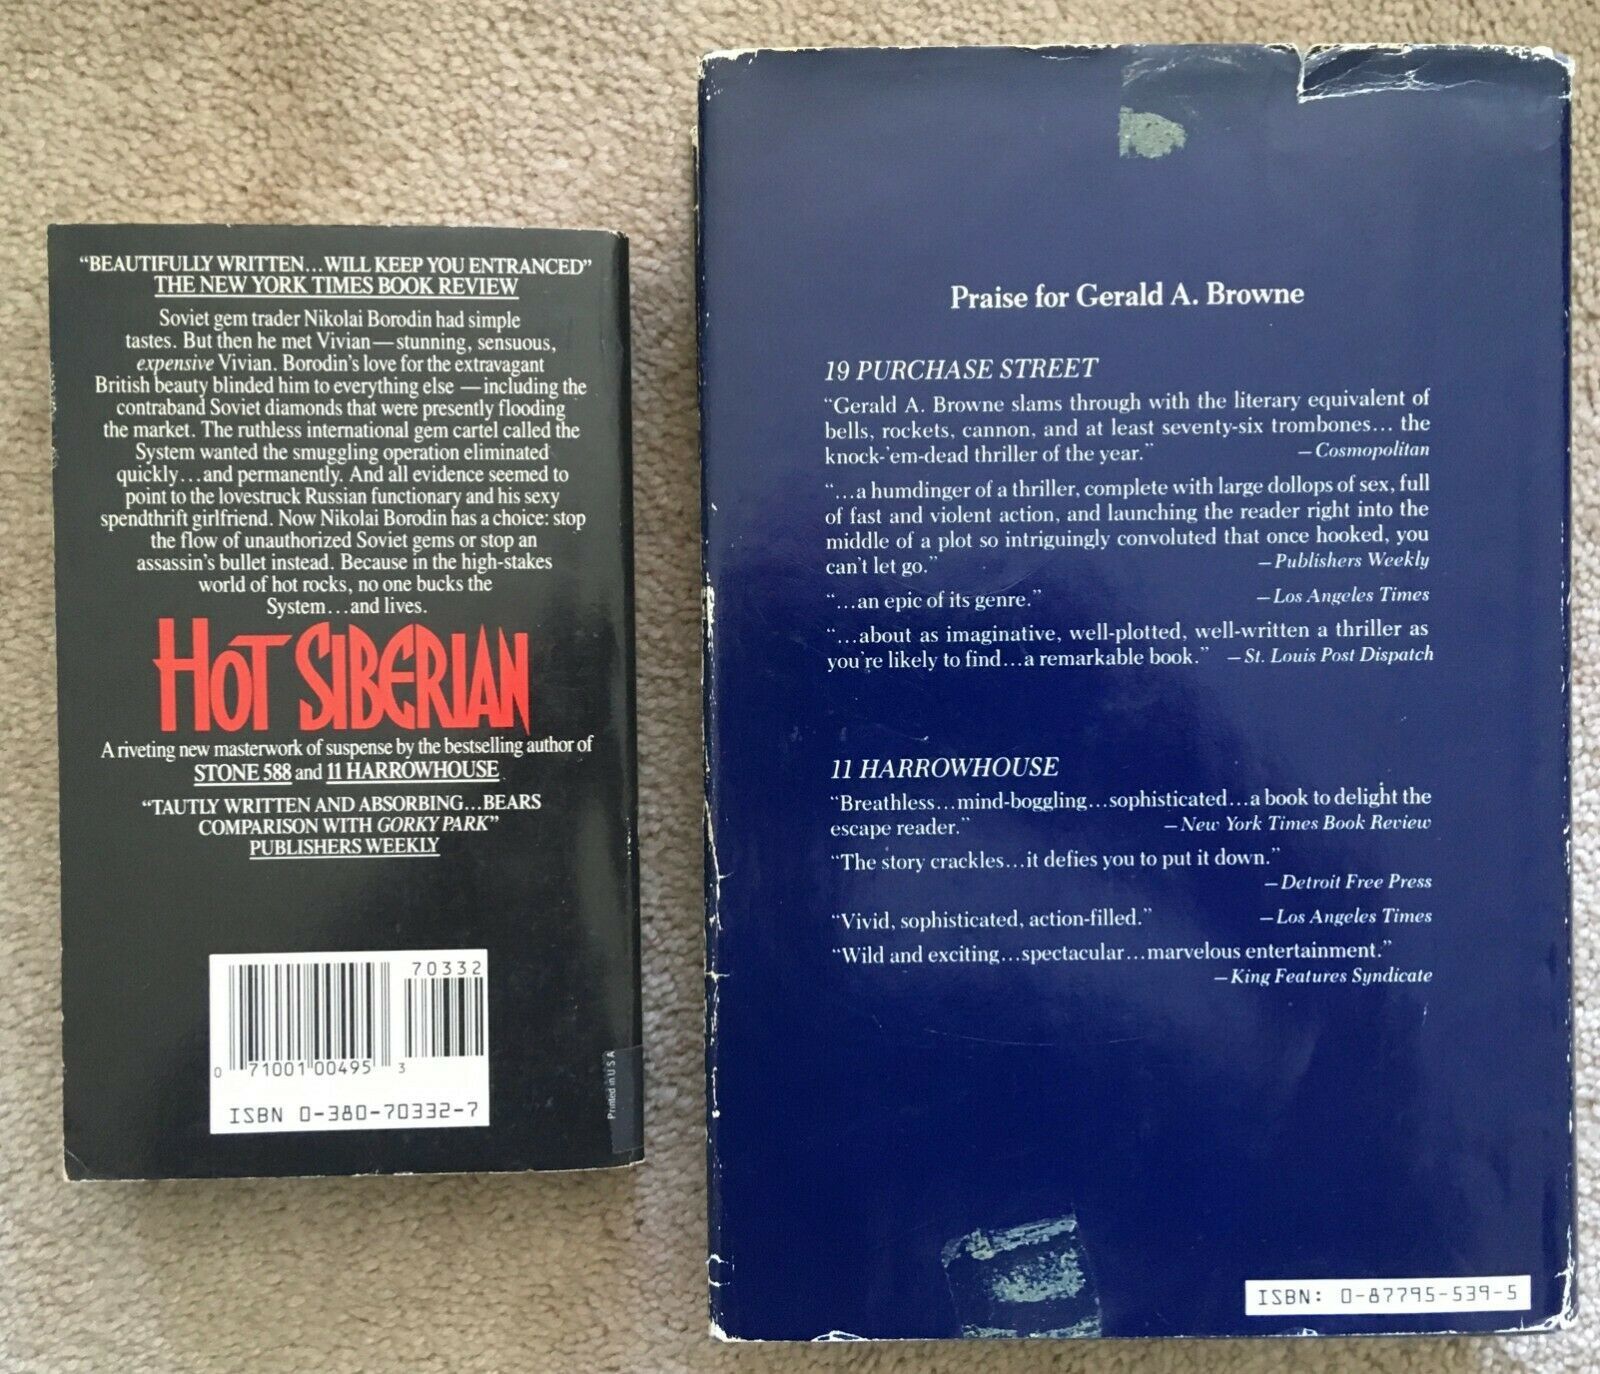 “BEAUTIFULLY WRITTEN...WILL KEEP YOU ENTRANCED”
THE NEW YORK TIMES BOOK REVIEW
Soviet gem trader Nikolai Borodin had simple
tastes. But then he met Vivian—stunning, sensuous,
expensive Vivian. Borodin's love for the extravagant
British beauty blinded him to everything else —including the
contraband Soviet diamonds that were presently flooding
the market. The ruthless international gem cartel called the
System wanted the smuggling operation eliminated
quickly...and permanently. And all evidence seemed to
point to the lovestruck Russian functionary and his sexy
spendthrift girlfriend. Now Nikolai Borodin has a choice: stop
the flow of unauthorized Soviet gems or stop an
assassin's bullet instead. Because in the high-stakes
world of hot rocks, no one bucks the
System...and lives.
HOT SIBERIAN
A riveting new masterwork of suspense by the bestselling author of
STONE 588 and 11 HARROWHOUSE
“TAUTLY WRITTEN AND ABSORBING...BEARS
COMPARISON WITH GORKY PARK”
PUBLISHERS WEEKLY
70332
0 71001 00495 3
ISBN 0-380-70332-7
Printed in U S A
Praise for Gerald A. Browne
19 PURCHASE STREET
“Gerald A. Browne slams through with the literary equivalent of
bells, rockets, cannon, and at least seventy-six trombones... the
knock-'em-dead thriller of the year.” —Cosmopolitan
“...a humdinger of a thriller, complete with large dollops of sex, full
of fast and violent action, and launching the reader right into the
middle of a plot so intriguingly convoluted that once hooked, you
can't let go.” —Publishers Weekly
“...an epic of its genre.” —Los Angeles Times
“...about as imaginative, well-plotted, well-written a thriller as
you're likely to find...a remarkable book.” —St. Louis Post Dispatch
11 HARROWHOUSE
“Breathless...mind-boggling...sophisticated...a book to delight the
escape reader.” —New York Times Book Review
“The story crackles...it defies you to put it down.”
—Detroit Free Press
“Vivid, sophisticated, action-filled.” —Los Angeles Times
“Wild and exciting...spectacular...marvelous entertainment.”
—King Features Syndicate
ISBN: 0-87795-539-5